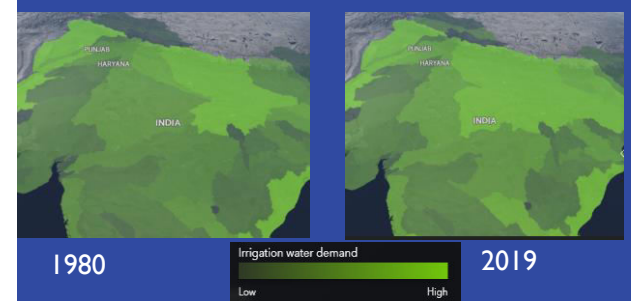 PUNJAB
HARYANA
INDIA
PUNJAB
HARYANA
INDIA
1980
Irrigation water demand
Low High
2019